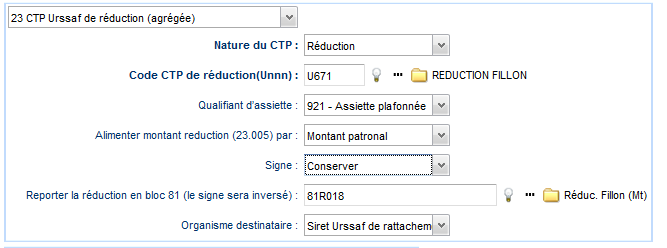 23 CTP Urssaf de réduction (agrégée)
Nature du CTP : Réduction
Code CTP de réduction(Unnn) : U671 ... REDUCTION FILLON
Qualifiant d'assiette : 921 - Assiette plafonnée
Alimenter montant reduction (23.005) par : Montant patronal
Signe : Conserver
Reporter la réduction en bloc 81 (le signe sera inversé) : 81R018 ... Réduc. Fillon (Mt)
Organisme destinataire : Siret Urssaf de rattachem